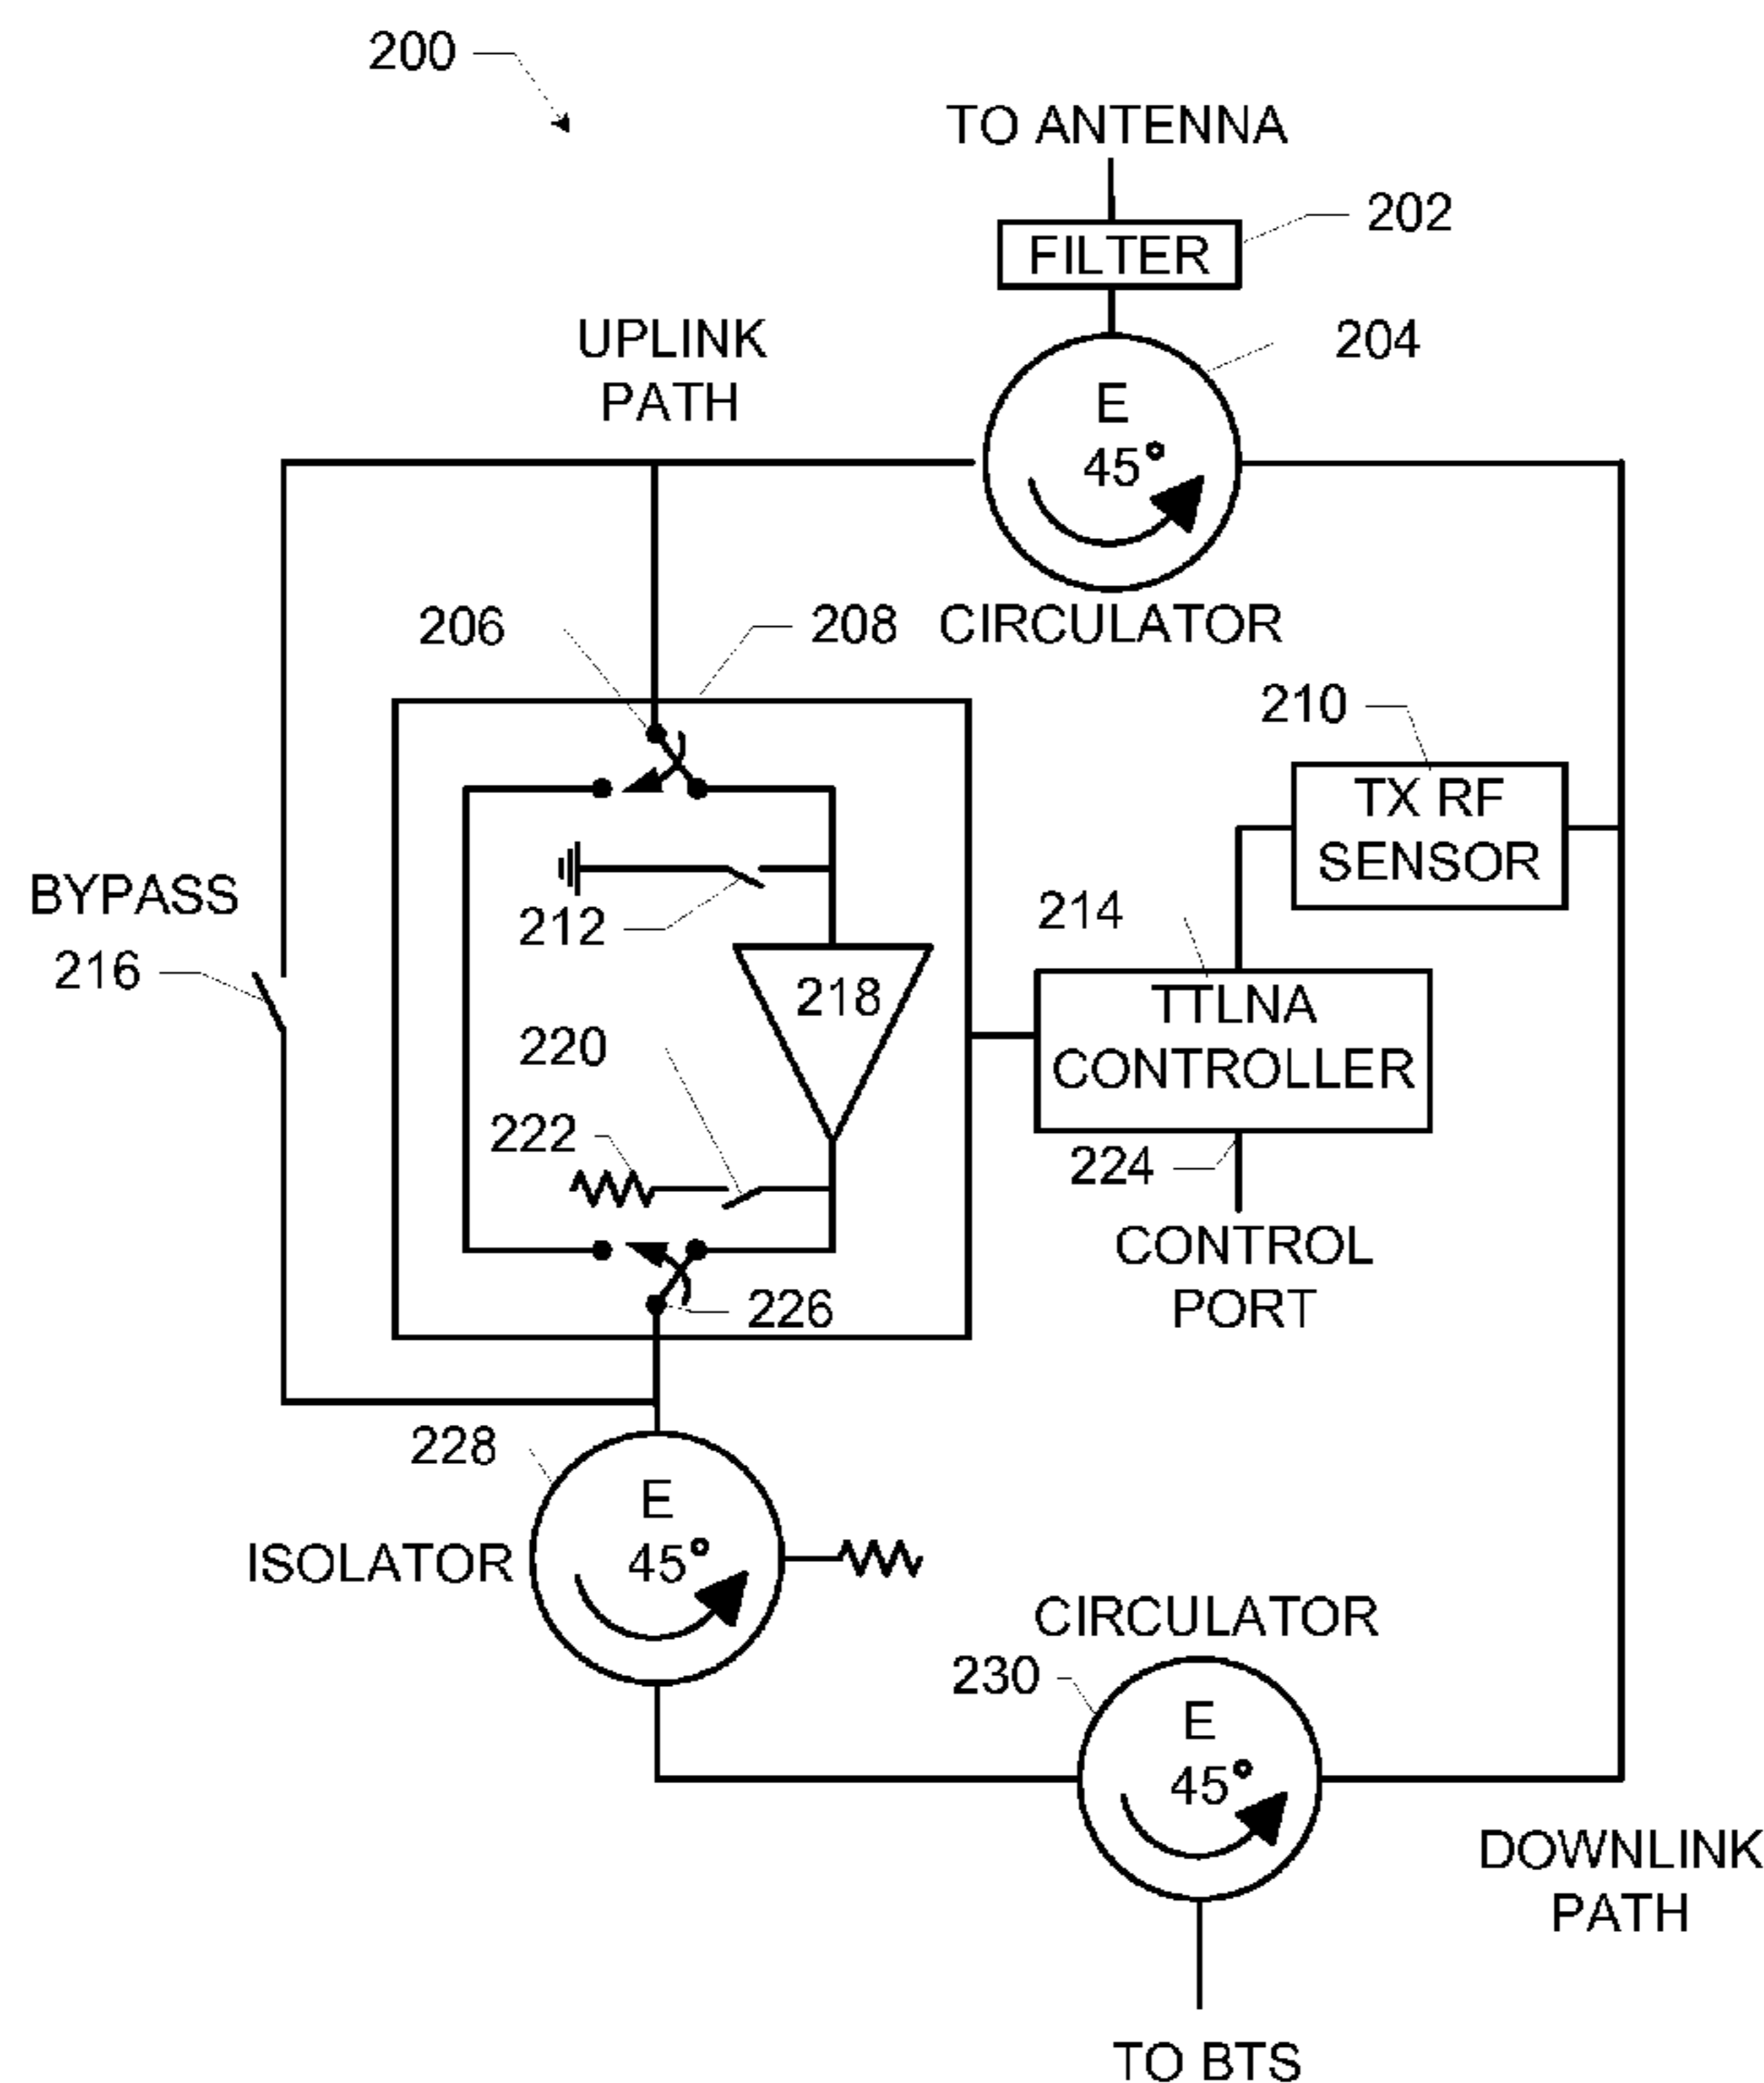 200
TO ANTENNA
202
FILTER
204
UPLINK
PATH
E
45°
206
208
CIRCULATOR
210
TX RF
SENSOR
BYPASS
216
212
214
218
TTLNA
CONTROLLER
220
222
224
CONTROL
PORT
226
228
E
45°
ISOLATOR
CIRCULATOR
230
E
45°
DOWNLINK
PATH
TO BTS